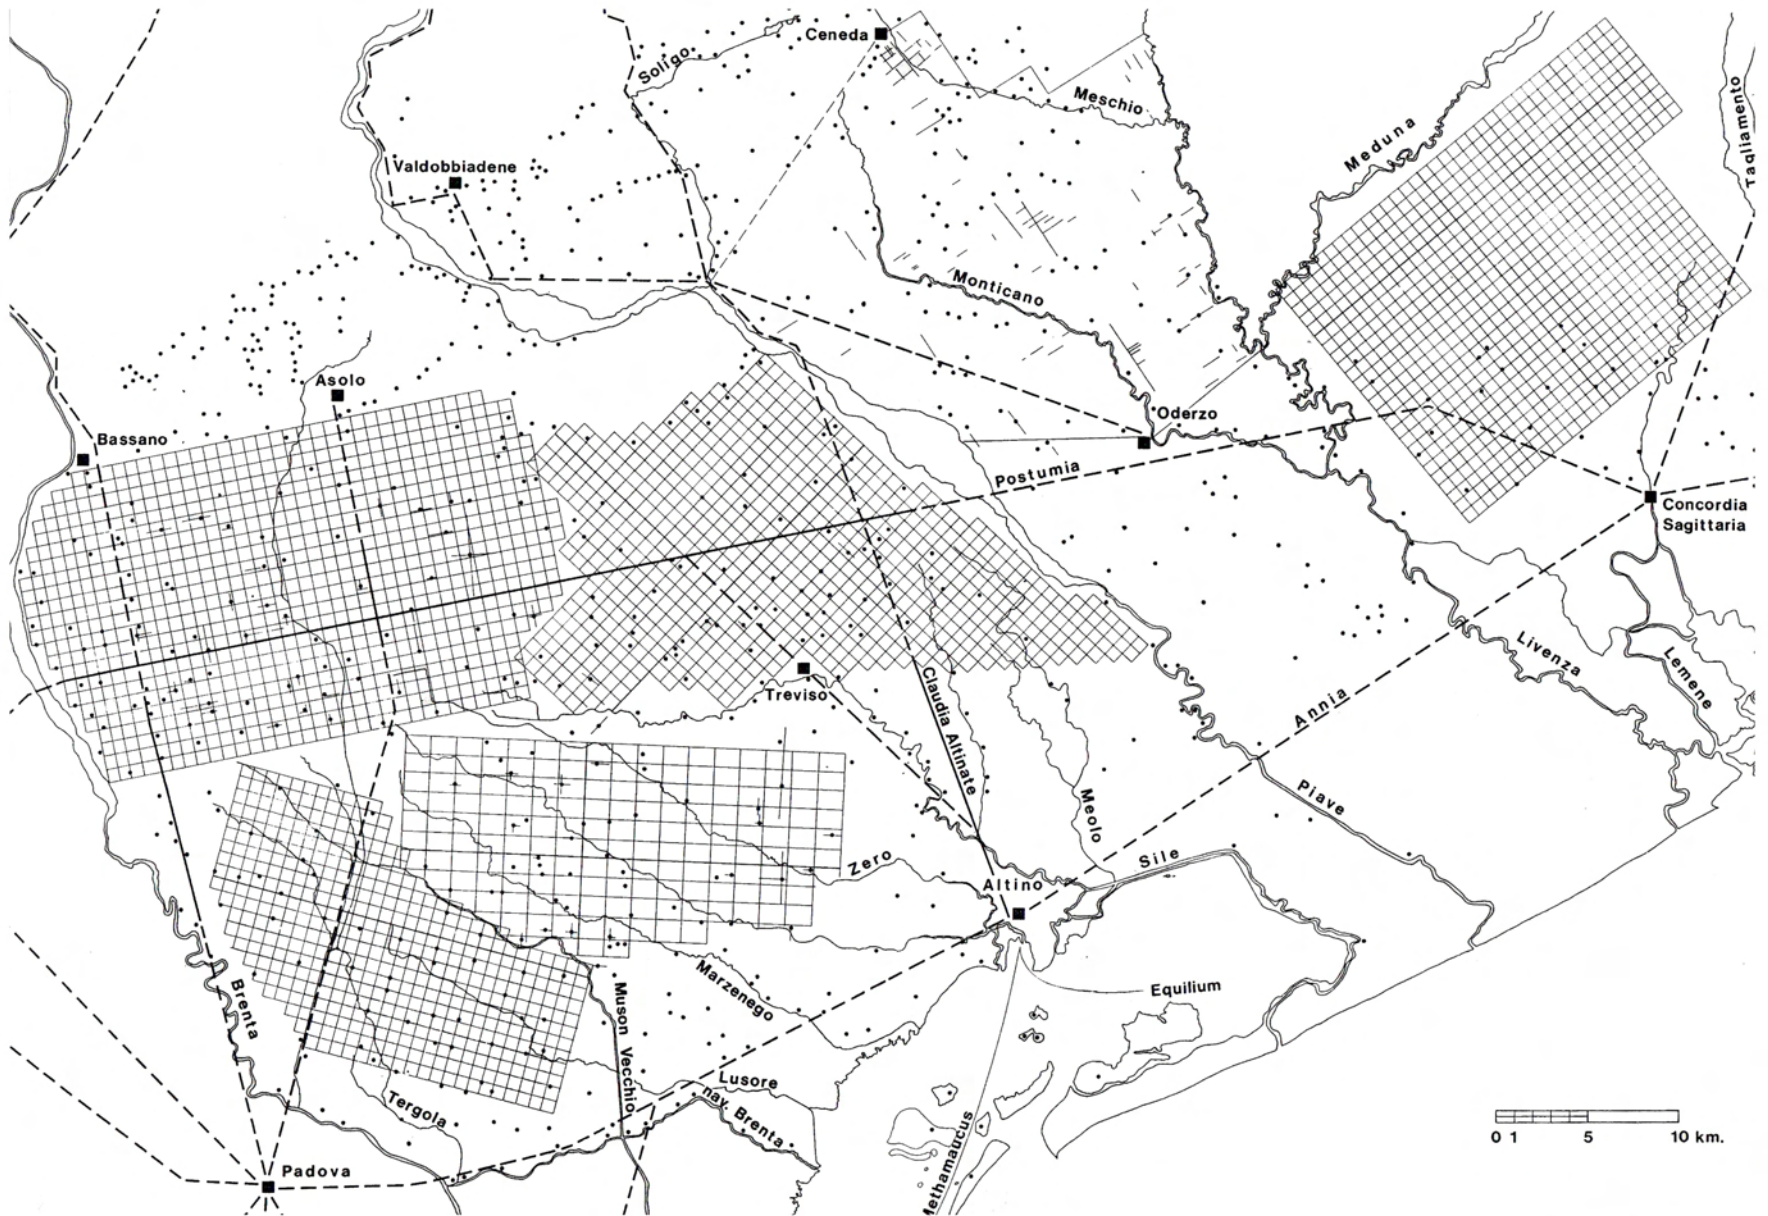 Ceneda
Soligo
Meschio
Meduna
Tagliamento
Valdobbiadene
Monticano
Asolo
Oderzo
Bassano
Postumia
Concordia
Sagittaria
Treviso
Claudia Altinate
Livenza
Lemene
Annia
Piave
Meolo
Zero
Sile
Altino
Marzenego
Equilium
Brenta
Muson Vecchio
Lusore
nav. Brenta
Tergola
Methamaucus
Padova
0 1 5 10 km.